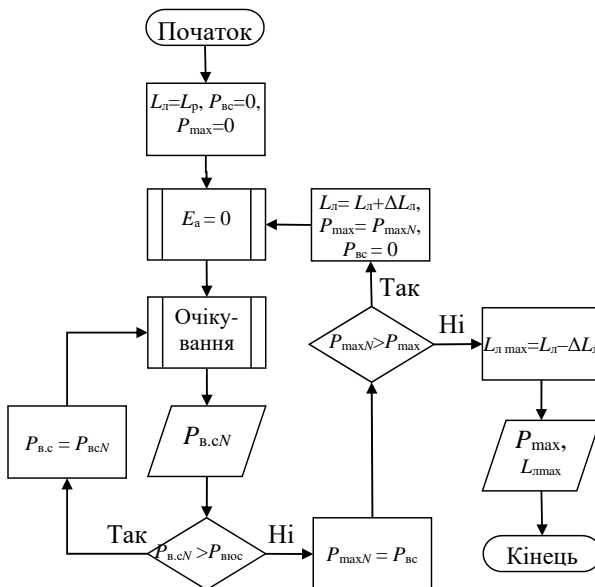 Початок
Lл=Lр, Pвс=0,
Pmax=0
Eа = 0
Lл= Lл+ΔLл,
Pmax= PmaxN,
Pвс = 0
Так
Очіку-
вання
PmaxN>Pmax
Ні
Lл max=Lл−ΔLл
Pв.с = PвсN
Pв.сN
Pmax,
Lлmax
Так
Pв.сN >Pвюс
Ні
PmaxN = Pвс
Кінець